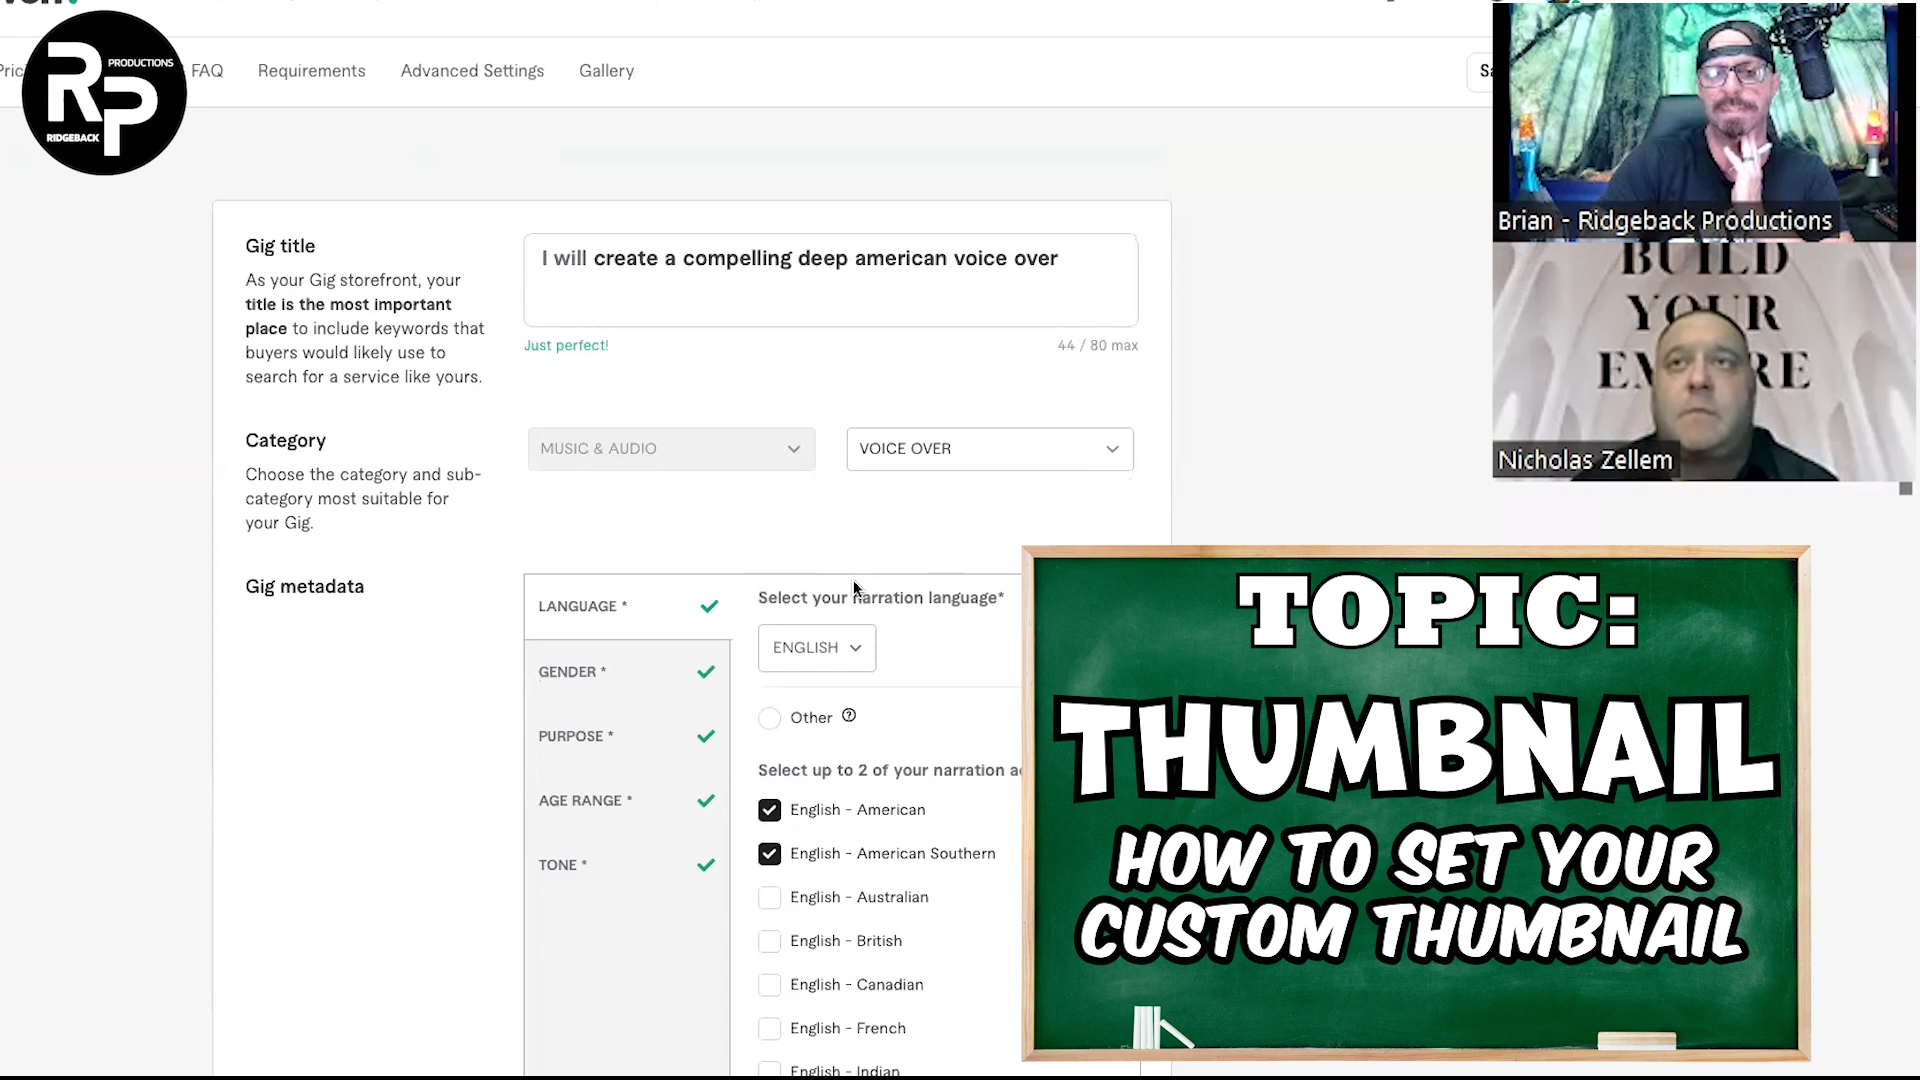 PRODUCTIONS
RP
RIDGEBACK
FAQ
Requirements
Advanced Settings
Gallery
Gig title
As your Gig storefront, your
title is the most important
place to include keywords that
buyers would likely use to
search for a service like yours.
I will create a compelling deep american voice over
Just perfect!
44 / 80 max
Category
Choose the category and sub-
category most suitable for
your Gig.
MUSIC & AUDIO
VOICE OVER
Gig metadata
LANGUAGE *
GENDER *
PURPOSE *
AGE RANGE *
TONE *
Select your narration language*
ENGLISH
Other
Select up to 2 of your narration
English - American
English - American Southern
English - Australian
English - British
English - Canadian
English - French
English - Indian
Brian - Ridgeback Productions
BUILD
YOUR
Nicholas Zellem
TOPIC:
THUMBNAIL
HOW TO SET YOUR
CUSTOM THUMBNAIL